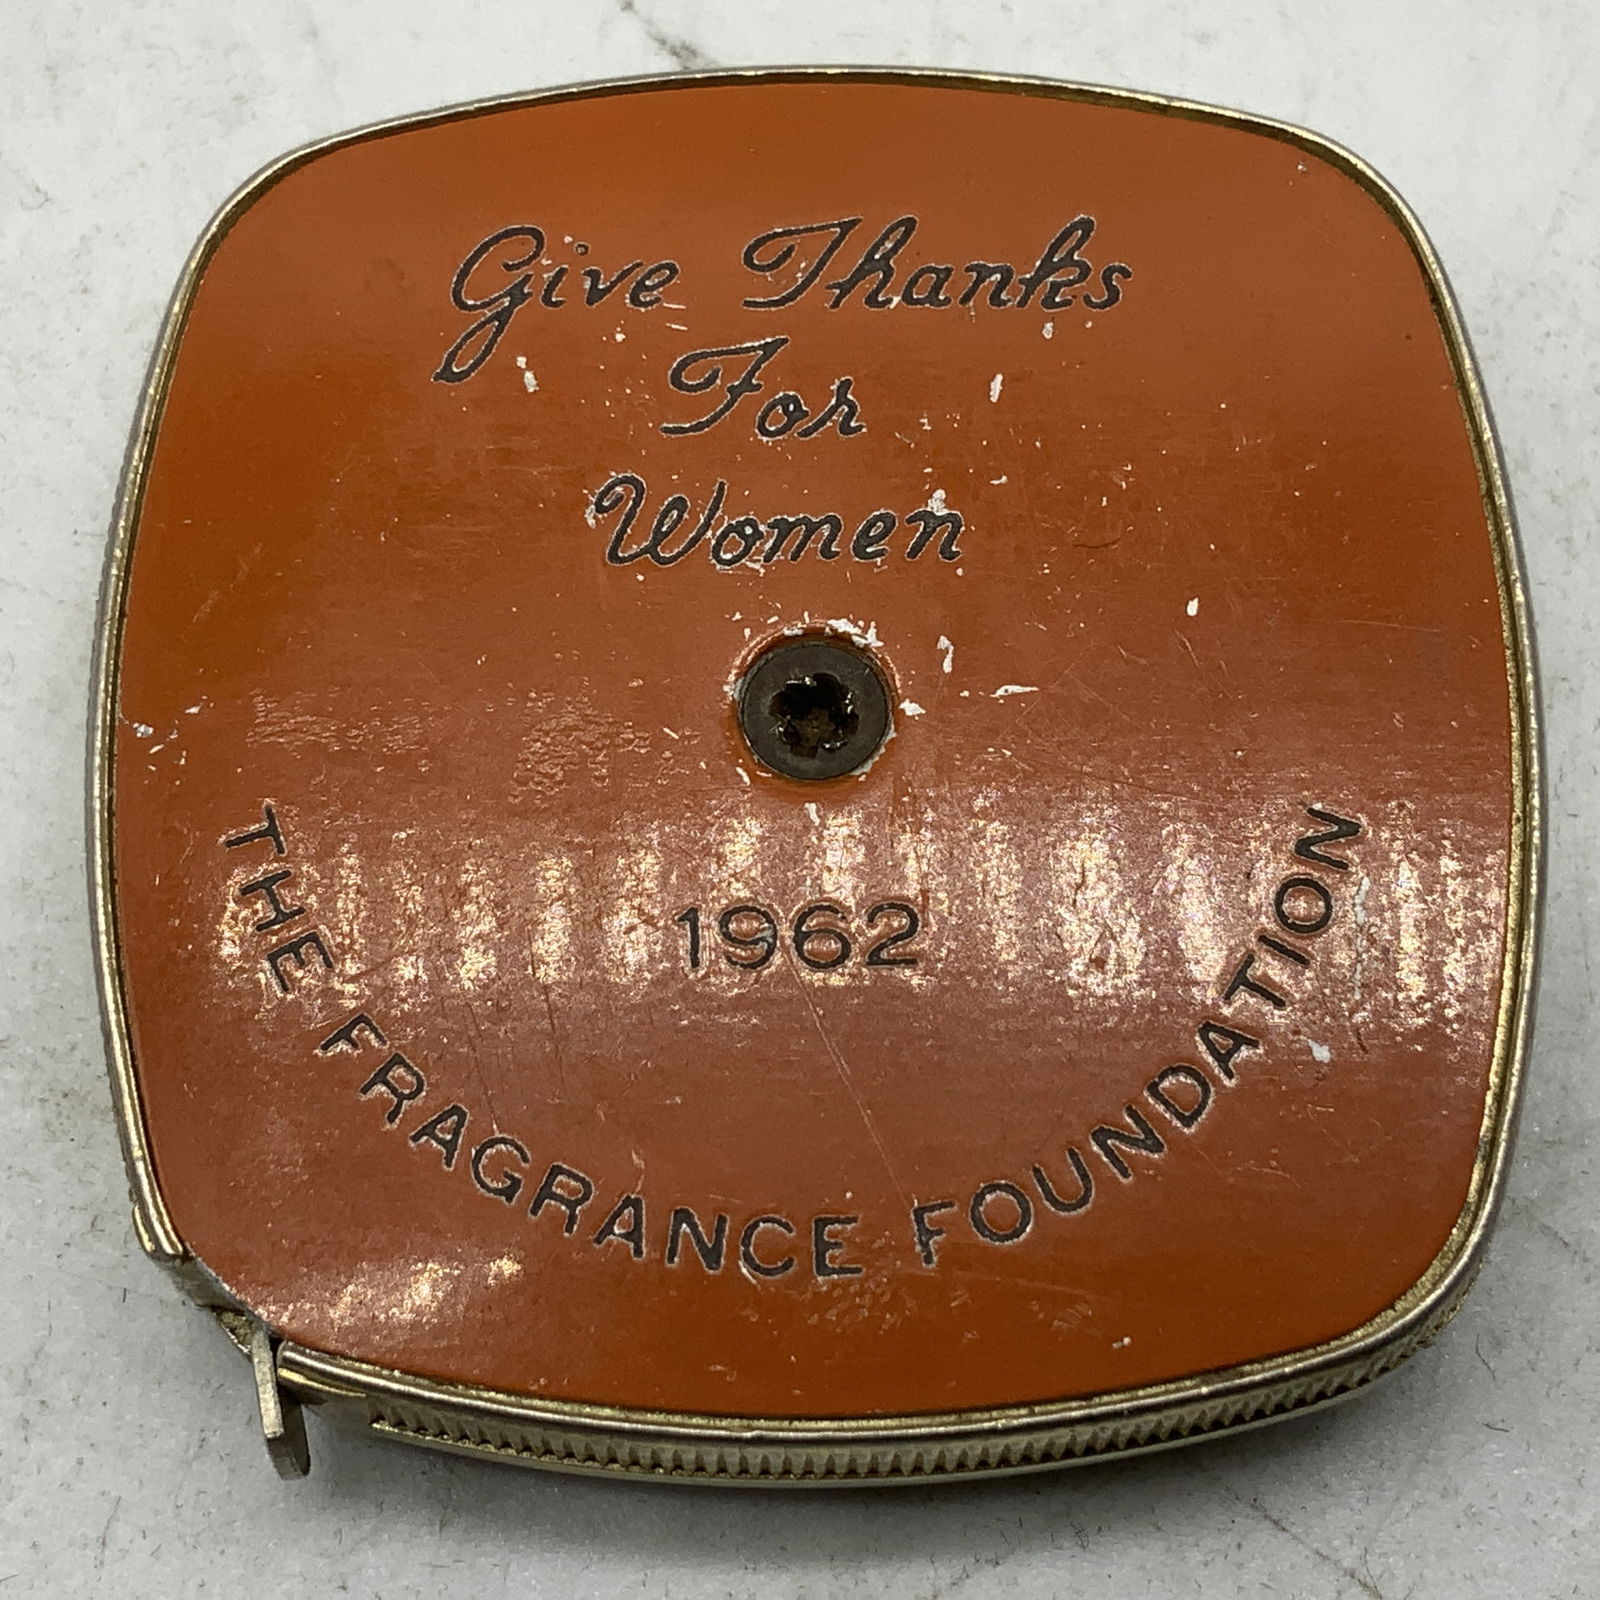 Give Thanks
For
Women
1962
THE FRAGRANCE FOUNDATION